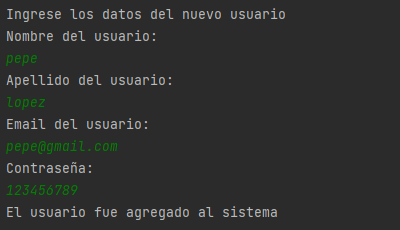 Ingrese los datos del nuevo usuario
Nombre del usuario:
pepe
Apellido del usuario:
lopez
Email del usuario:
pepe@gmail.com
Contraseña:
123456789
El usuario fue agregado al sistema